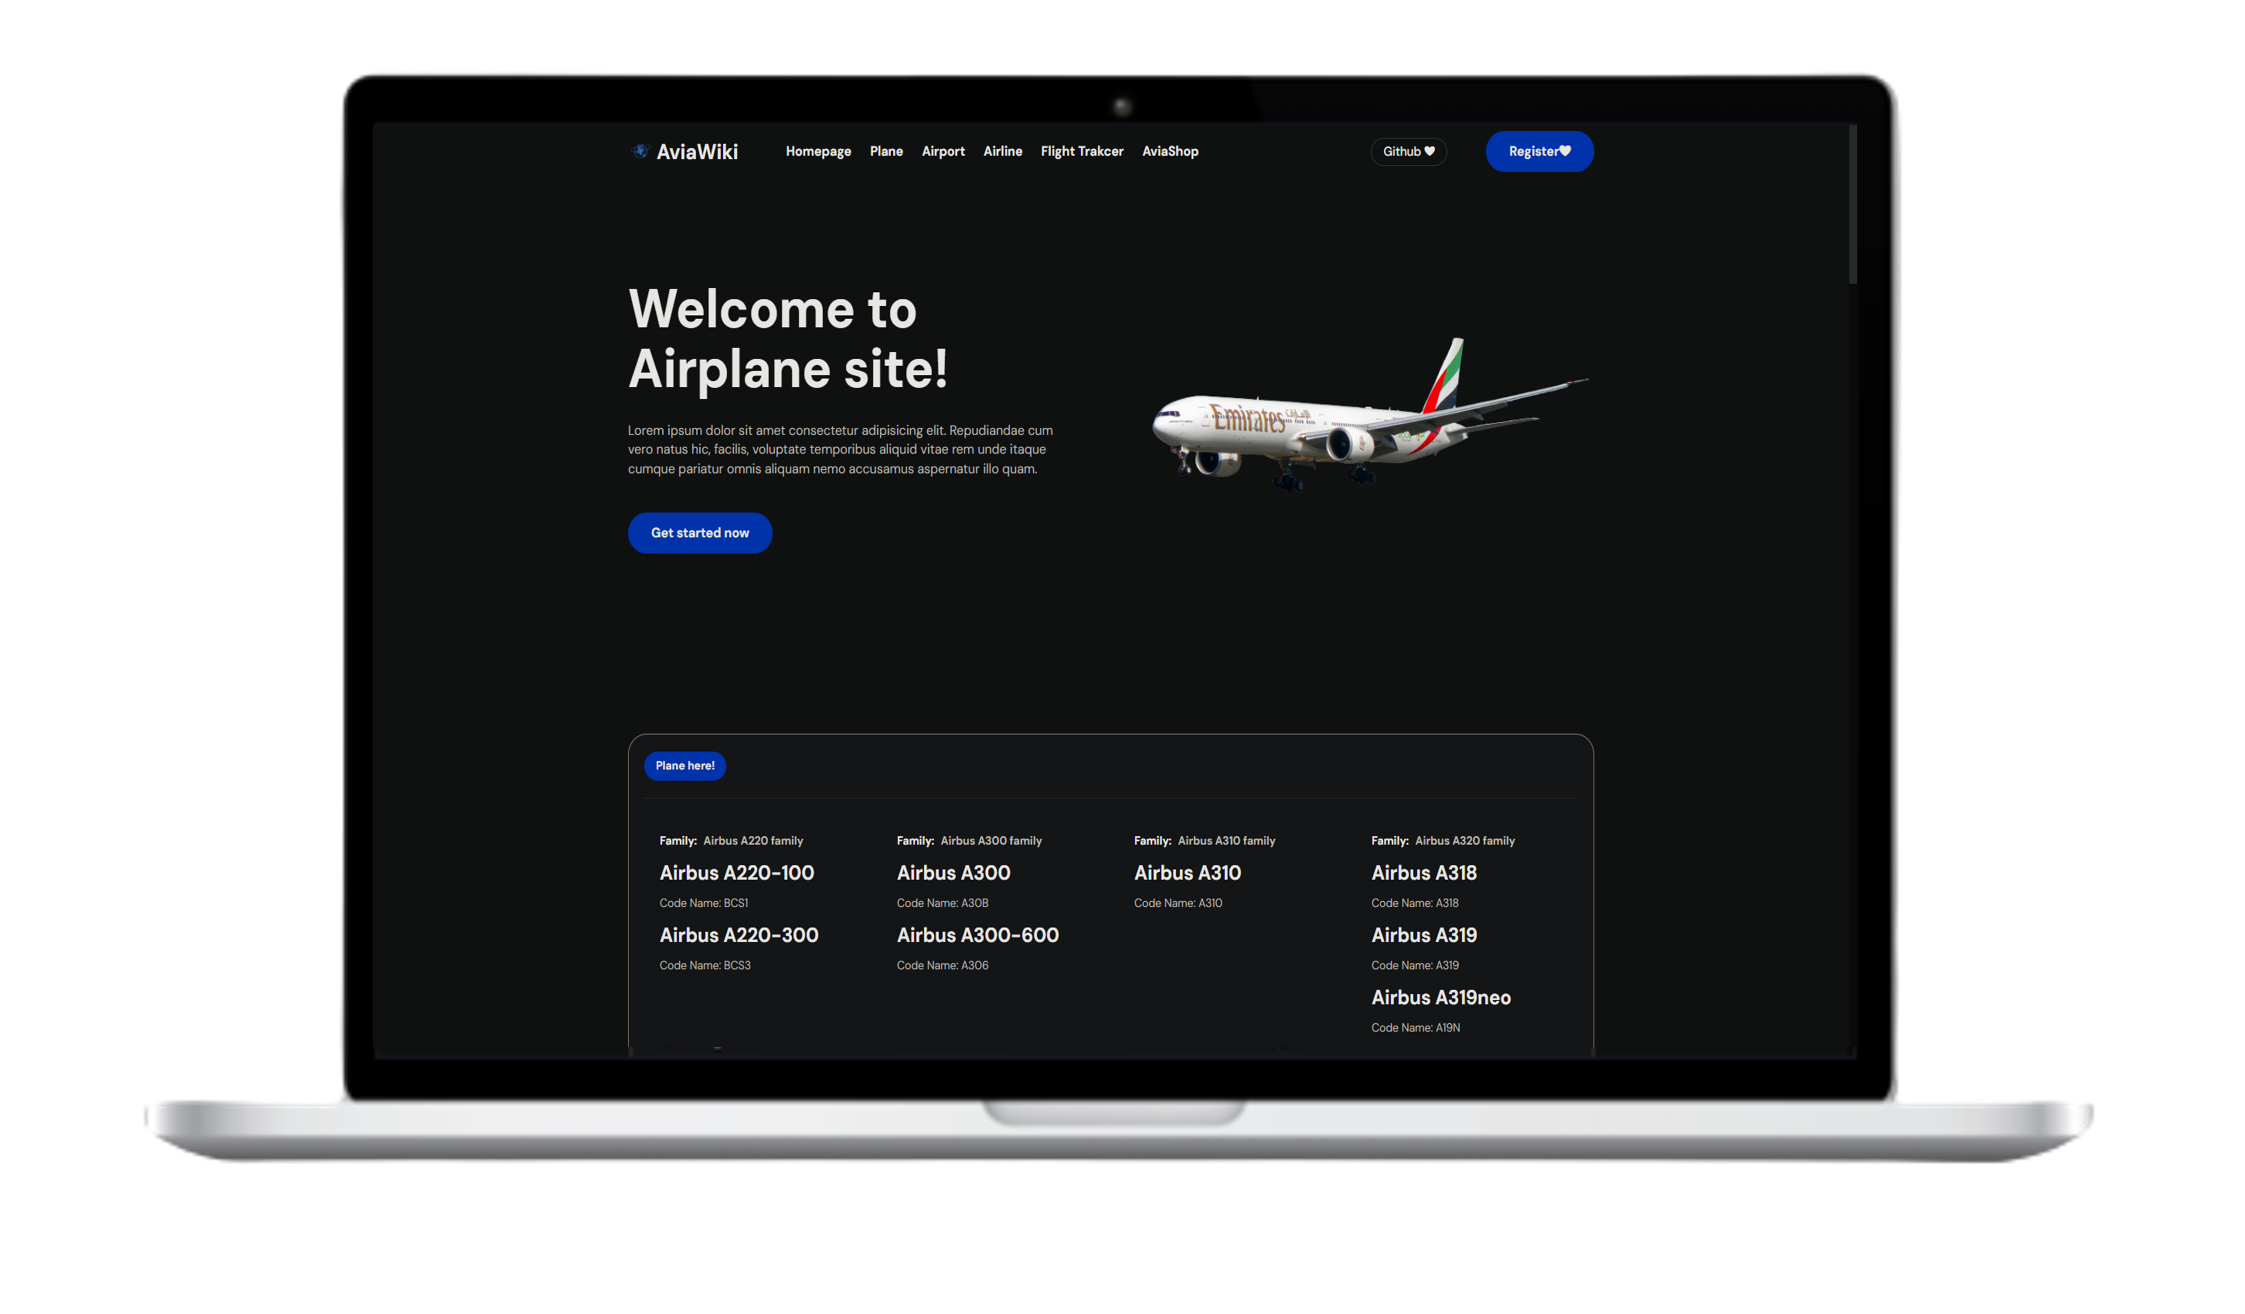 AviaWiki
Homepage Plane Airport Airline Flight Trakcer AviaShop
Github
Register
Welcome to
Airplane site!
Lorem ipsum dolor sit amet consectetur adipisicing elit. Repudiandae cum
vero natus hic, facilis, voluptate temporibus aliquid vitae rem unde itaque
cumque pariatur omnis aliquam nemo accusamus aspernatur illo quam.
Get started now
Emirates الإمارات
Plane here!
Family: Airbus A220 family
Airbus A220-100
Code Name: BCS1
Airbus A220-300
Code Name: BCS3
Family: Airbus A300 family
Airbus A300
Code Name: A30B
Airbus A300-600
Code Name: A306
Family: Airbus A310 family
Airbus A310
Code Name: A310
Family: Airbus A320 family
Airbus A318
Code Name: A318
Airbus A319
Code Name: A319
Airbus A319neo
Code Name: A19N